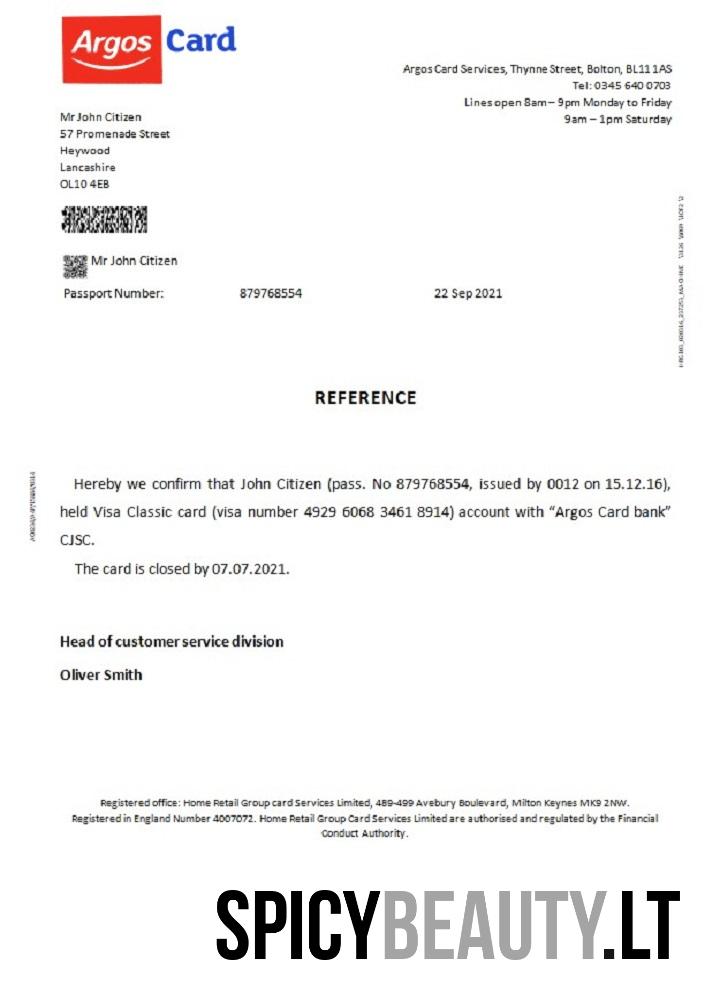 Argos Card
Argos Card Services, Thynne Street, Bolton, BL11 1AS
Tel: 0345 640 0703
Lines open 8am – 9pm Monday to Friday
9am – 1pm Saturday
Mr John Citizen
57 Promenade Street
Heywood
Lancashire
OL10 4EB
Mr John Citizen
Passport Number: 879768554 22 Sep 2021
REFERENCE
Hereby we confirm that John Citizen (pass. No 879768554, issued by 0012 on 15.12.16),
held Visa Classic card (visa number 4929 6068 3461 8914) account with “Argos Card bank”
CJSC.
The card is closed by 07.07.2021.
Head of customer service division
Oliver Smith
Registered office: Home Retail Group card Services Limited, 489-499 Avebury Boulevard, Milton Keynes MK9 2NW.
Registered in England Number 4007072. Home Retail Group Card Services Limited are authorised and regulated by the Financial
Conduct Authority.
SPICYBEAUTY.LT